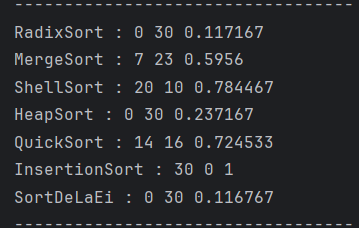 ----------------------------------
RadixSort : 0 30 0.117167
MergeSort : 7 23 0.5956
ShellSort : 20 10 0.784467
HeapSort : 0 30 0.237167
QuickSort : 14 16 0.724533
InsertionSort : 30 0 1
SortDeLaEi : 0 30 0.116767
----------------------------------